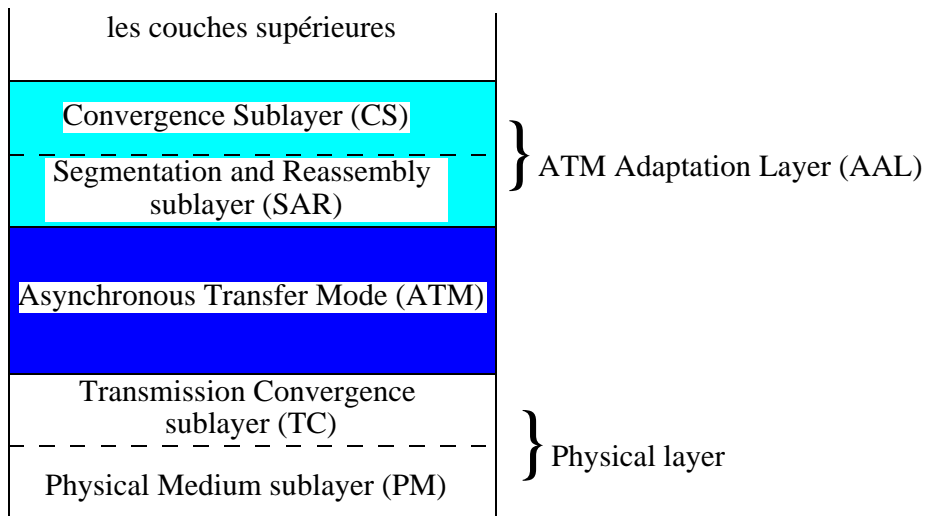 les couches supérieures
Convergence Sublayer (CS)
Segmentation and Reassembly
sublayer (SAR)
ATM Adaptation Layer (AAL)
Asynchronous Transfer Mode (ATM)
Transmission Convergence
sublayer (TC)
Physical layer
Physical Medium sublayer (PM)